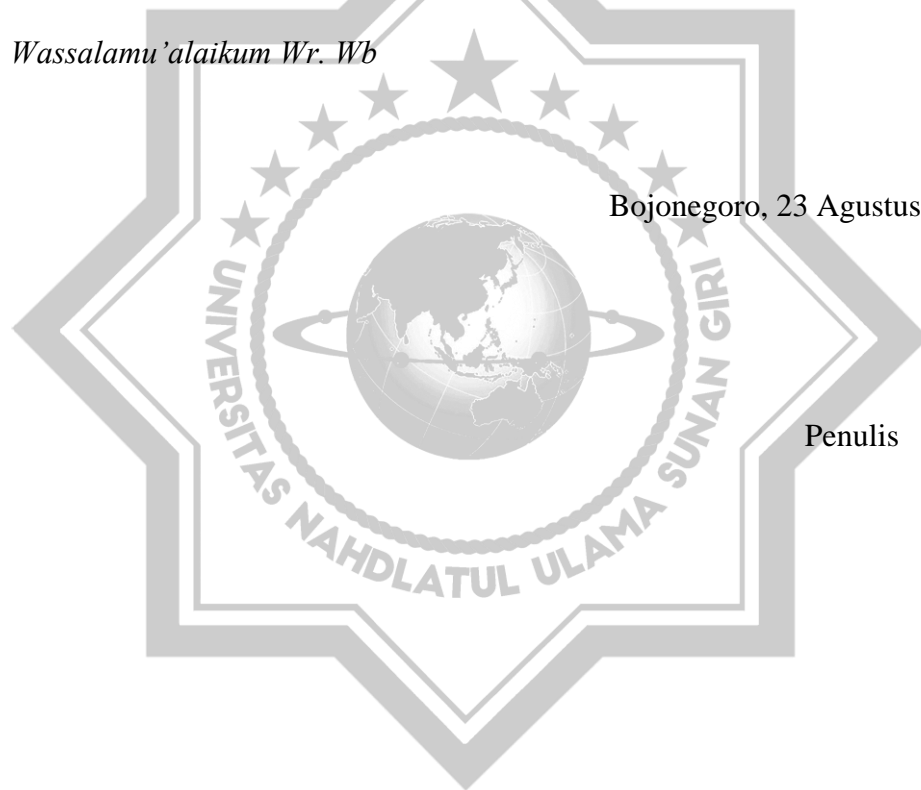 Wassalamu’alaikum Wr. Wb
Bojonegoro, 23 Agustus
Penulis
UNIVERSITAS NAHDLATUL ULAMA SUNAN GIRI